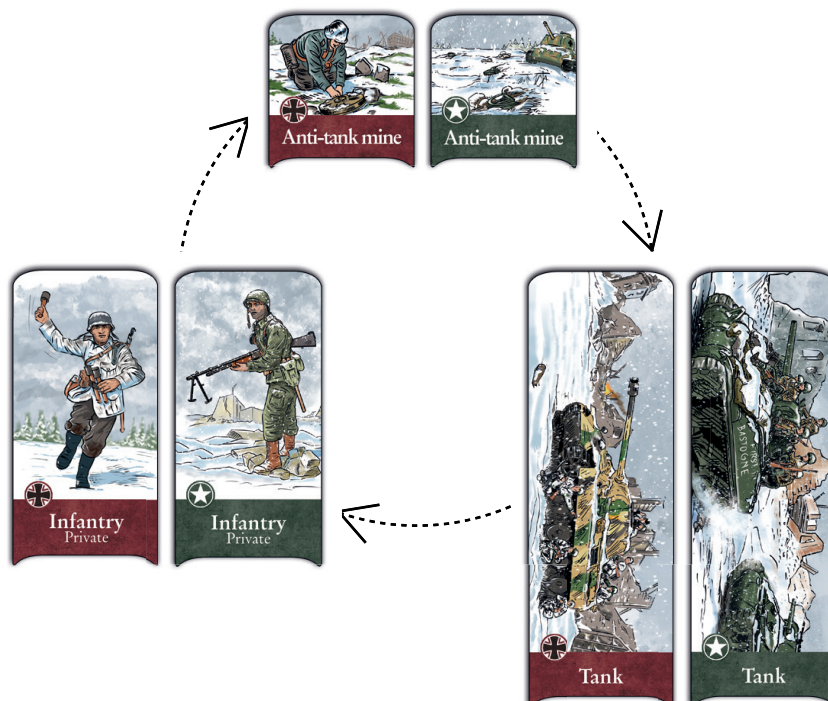 Anti-tank mine
Anti-tank mine
Infantry
Private
Infantry
Private
Tank
Tank